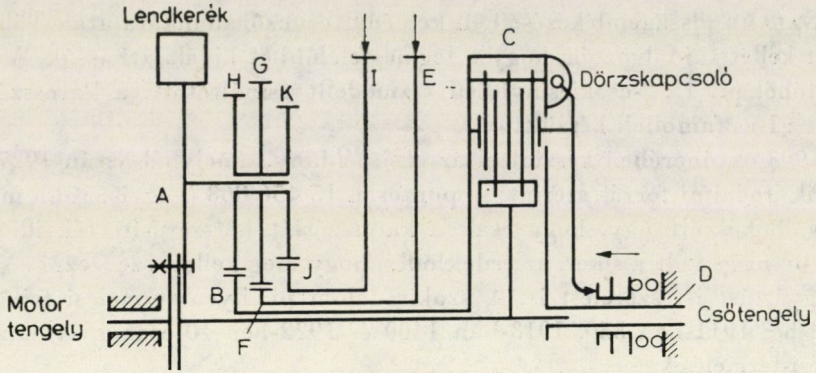 Lendkerék
H
G
K
I
E
C
Dörzskapcsoló
A
B
F
J
D
Motor
tengely
Csőtengely